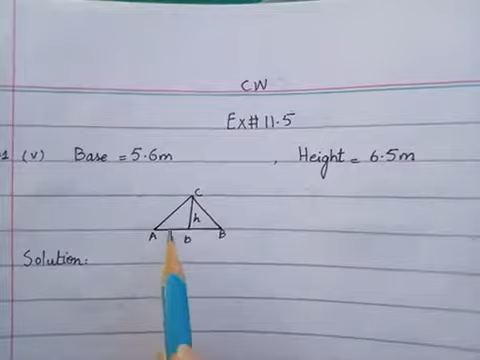 CW
Ex# 11.5
1 (v) Base = 5.6m , Height = 6.5m
C
h
A b B
Solution: